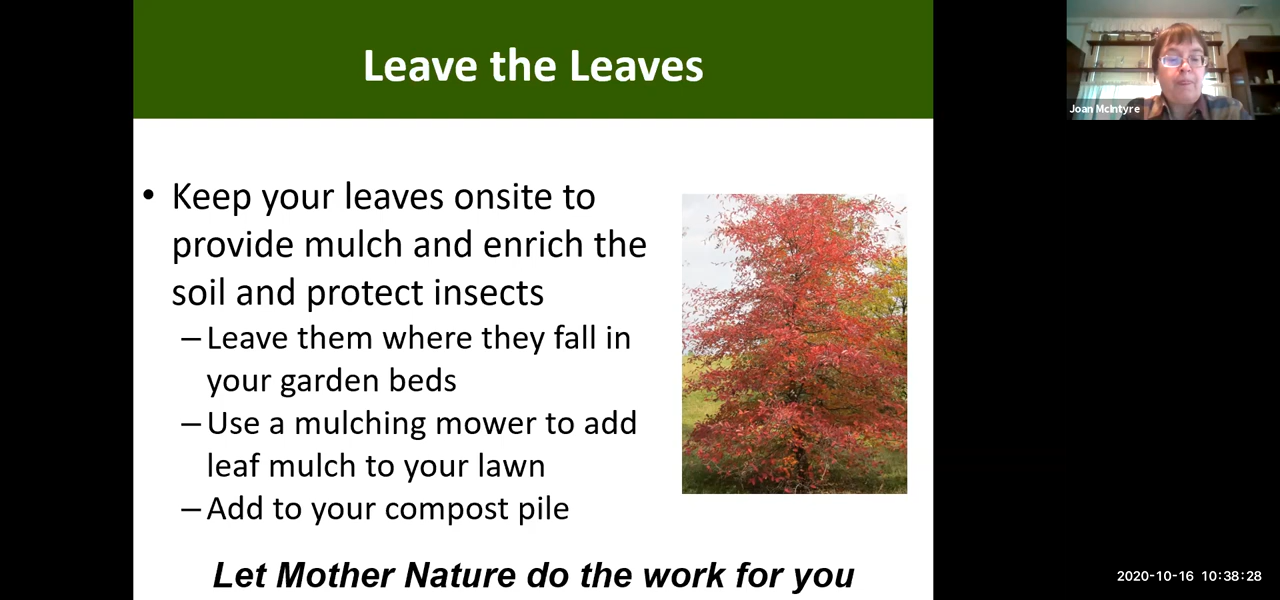 Leave the Leaves
Joan McIntyre
• Keep your leaves onsite to
provide mulch and enrich the
soil and protect insects
– Leave them where they fall in
your garden beds
– Use a mulching mower to add
leaf mulch to your lawn
– Add to your compost pile
Let Mother Nature do the work for you
2020-10-16 10:38:28